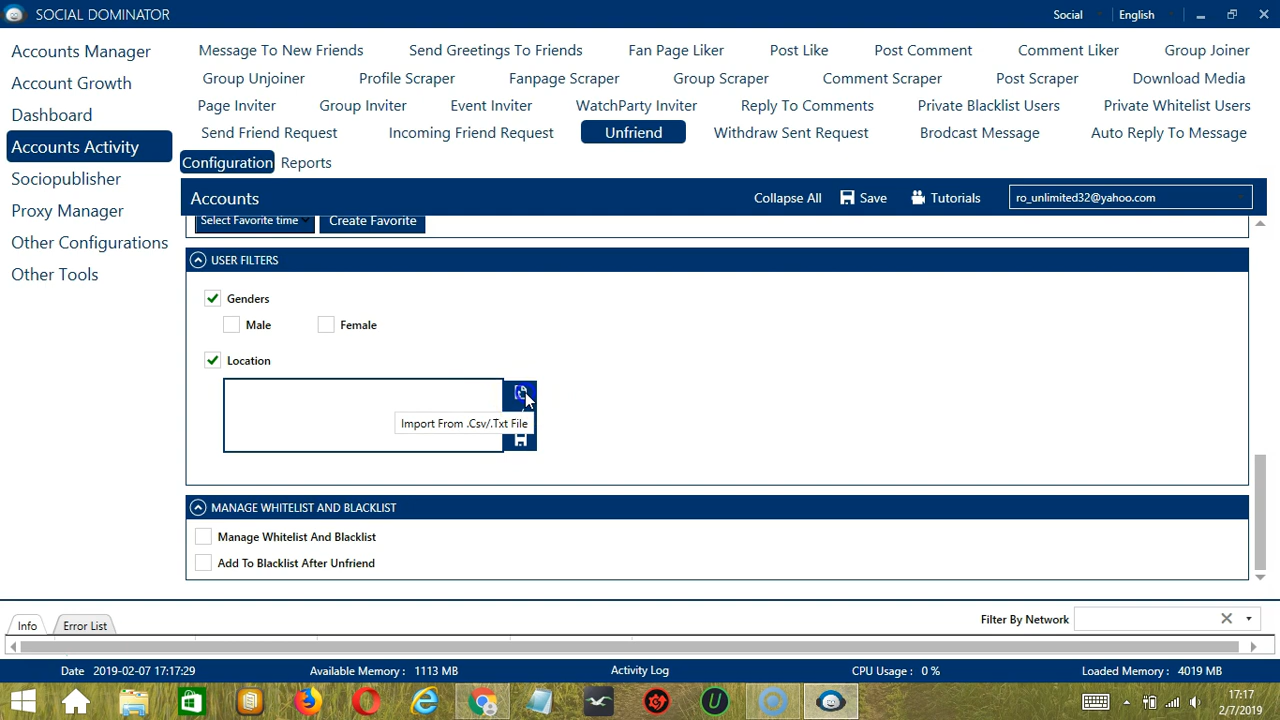 SOCIAL DOMINATOR
Social English
Accounts Manager
Account Growth
Dashboard
Accounts Activity
Sociopublisher
Proxy Manager
Other Configurations
Other Tools
Message To New Friends Send Greetings To Friends Fan Page Liker Post Like Post Comment Comment Liker Group Joiner
Group Unjoiner Profile Scraper Fanpage Scraper Group Scraper Comment Scraper Post Scraper Download Media
Page Inviter Group Inviter Event Inviter WatchParty Inviter Reply To Comments Private Blacklist Users Private Whitelist Users
Send Friend Request Incoming Friend Request Unfriend Withdraw Sent Request Brodcast Message Auto Reply To Message
Configuration Reports
Accounts Collapse All Save Tutorials ro_unlimited32@yahoo.com
Select Favorite time Create Favorite
USER FILTERS
Genders
Male Female
Location
Import From .Csv/.Txt File
MANAGE WHITELIST AND BLACKLIST
Manage Whitelist And Blacklist
Add To Blacklist After Unfriend
Info Error List Filter By Network
Date 2019-02-07 17:17:29 Available Memory : 1113 MB Activity Log CPU Usage : 0 % Loaded Memory : 4019 MB
17:17
2/7/2019